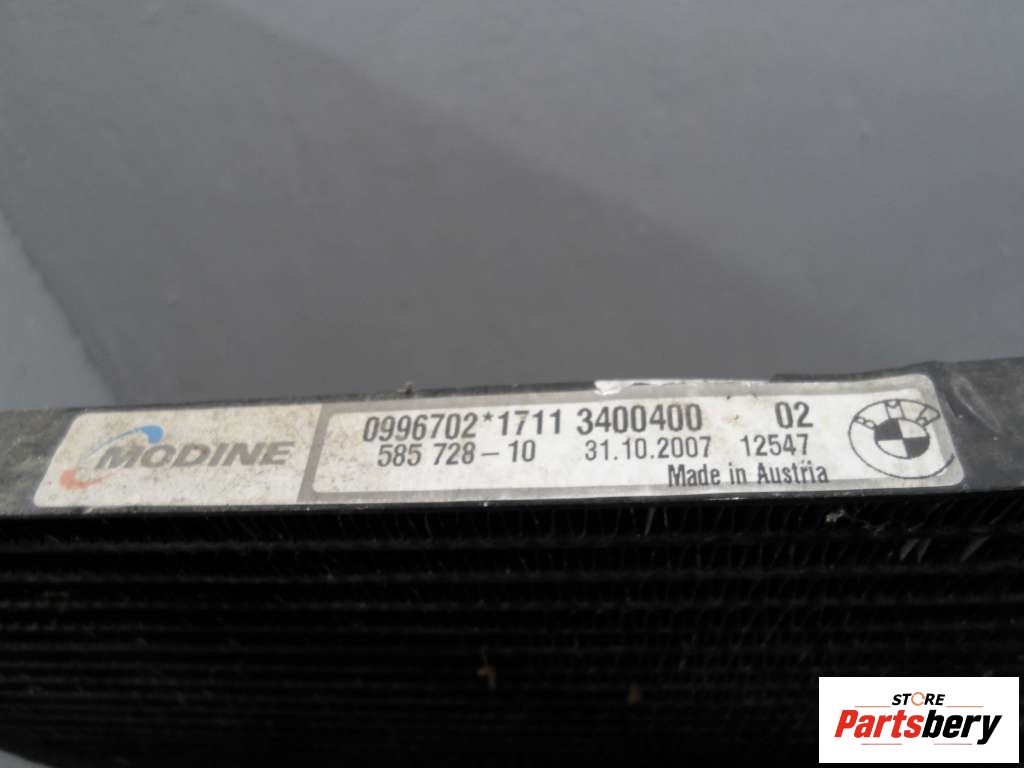 MODINE
0996702*1711 3400400 02
585 728-10 31.10.2007 12547
Made in Austria
STORE
Partsbery